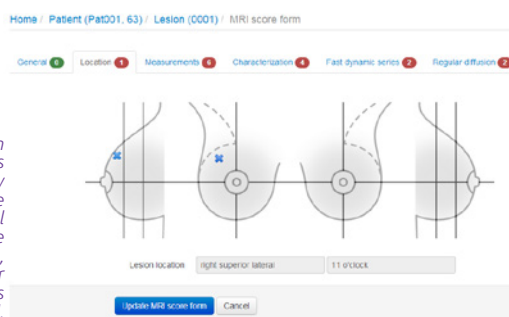 Home / Patient (Pat001, 63) / Lesion (0001) / MRI score form
General 6 Location 1 Measurements 6 Characterization 4 Fast dynamic series 2 Regular diffusion 2
Lesion location right superior lateral 11 o'clock
Update MRI score form Cancel